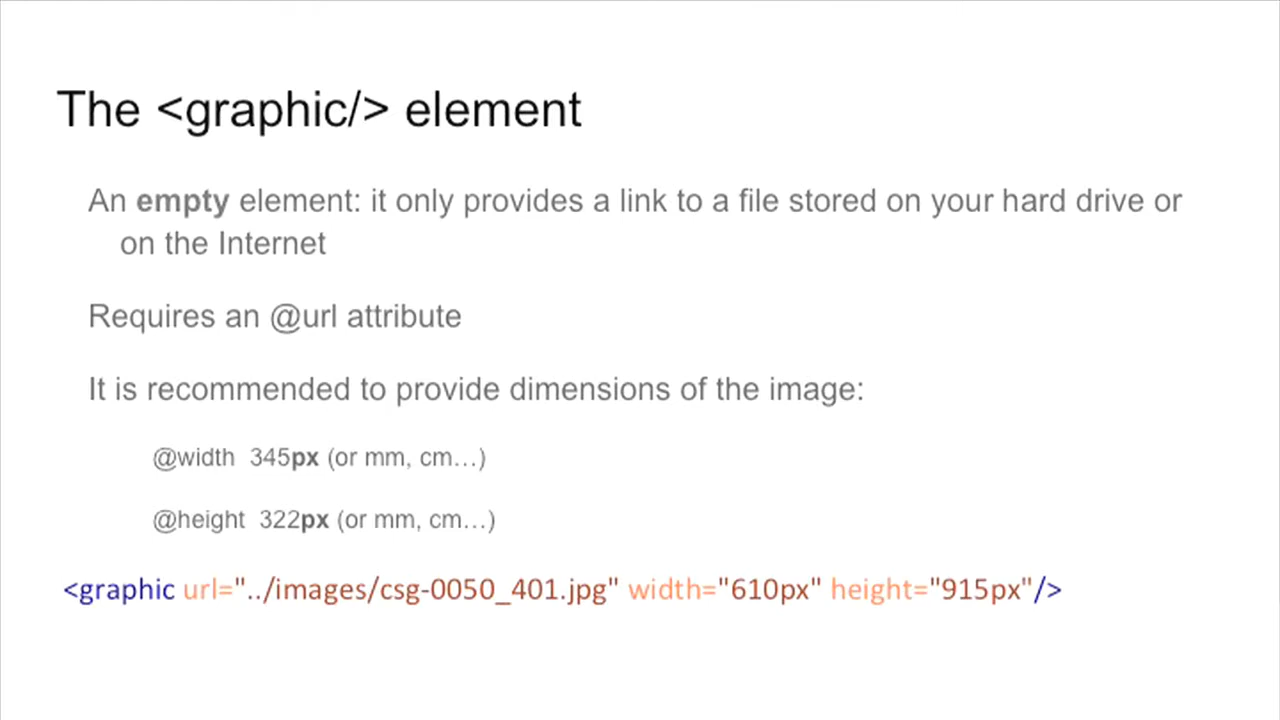 The <graphic/> element
An empty element: it only provides a link to a file stored on your hard drive or
on the Internet
Requires an @url attribute
It is recommended to provide dimensions of the image:
@width 345px (or mm, cm…)
@height 322px (or mm, cm…)
<graphic url="../images/csg-0050_401.jpg" width="610px" height="915px"/>